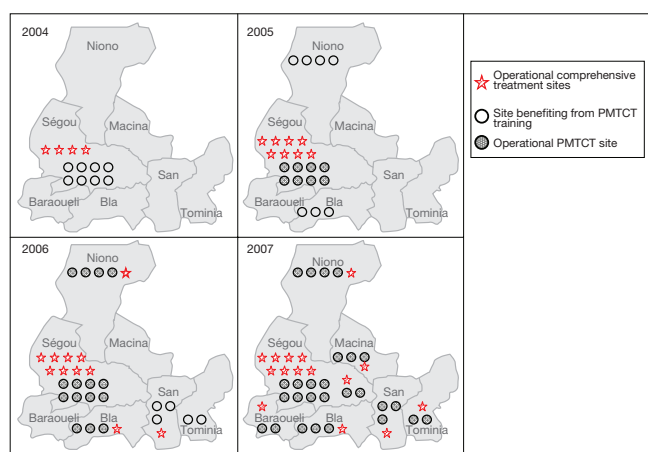 2004
Niono
Ségou
Macina
San
Baraoueli
Bla
Tominia
2005
Niono
Ségou
Macina
San
Baraoueli
Bla
Tominia
Operational comprehensive
treatment sites
Site benefiting from PMTCT
training
Operational PMTCT site
2006
Niono
Ségou
Macina
San
Baraoueli
Bla
Tominia
2007
Niono
Ségou
Macina
San
Baraoueli
Bla
Tominia